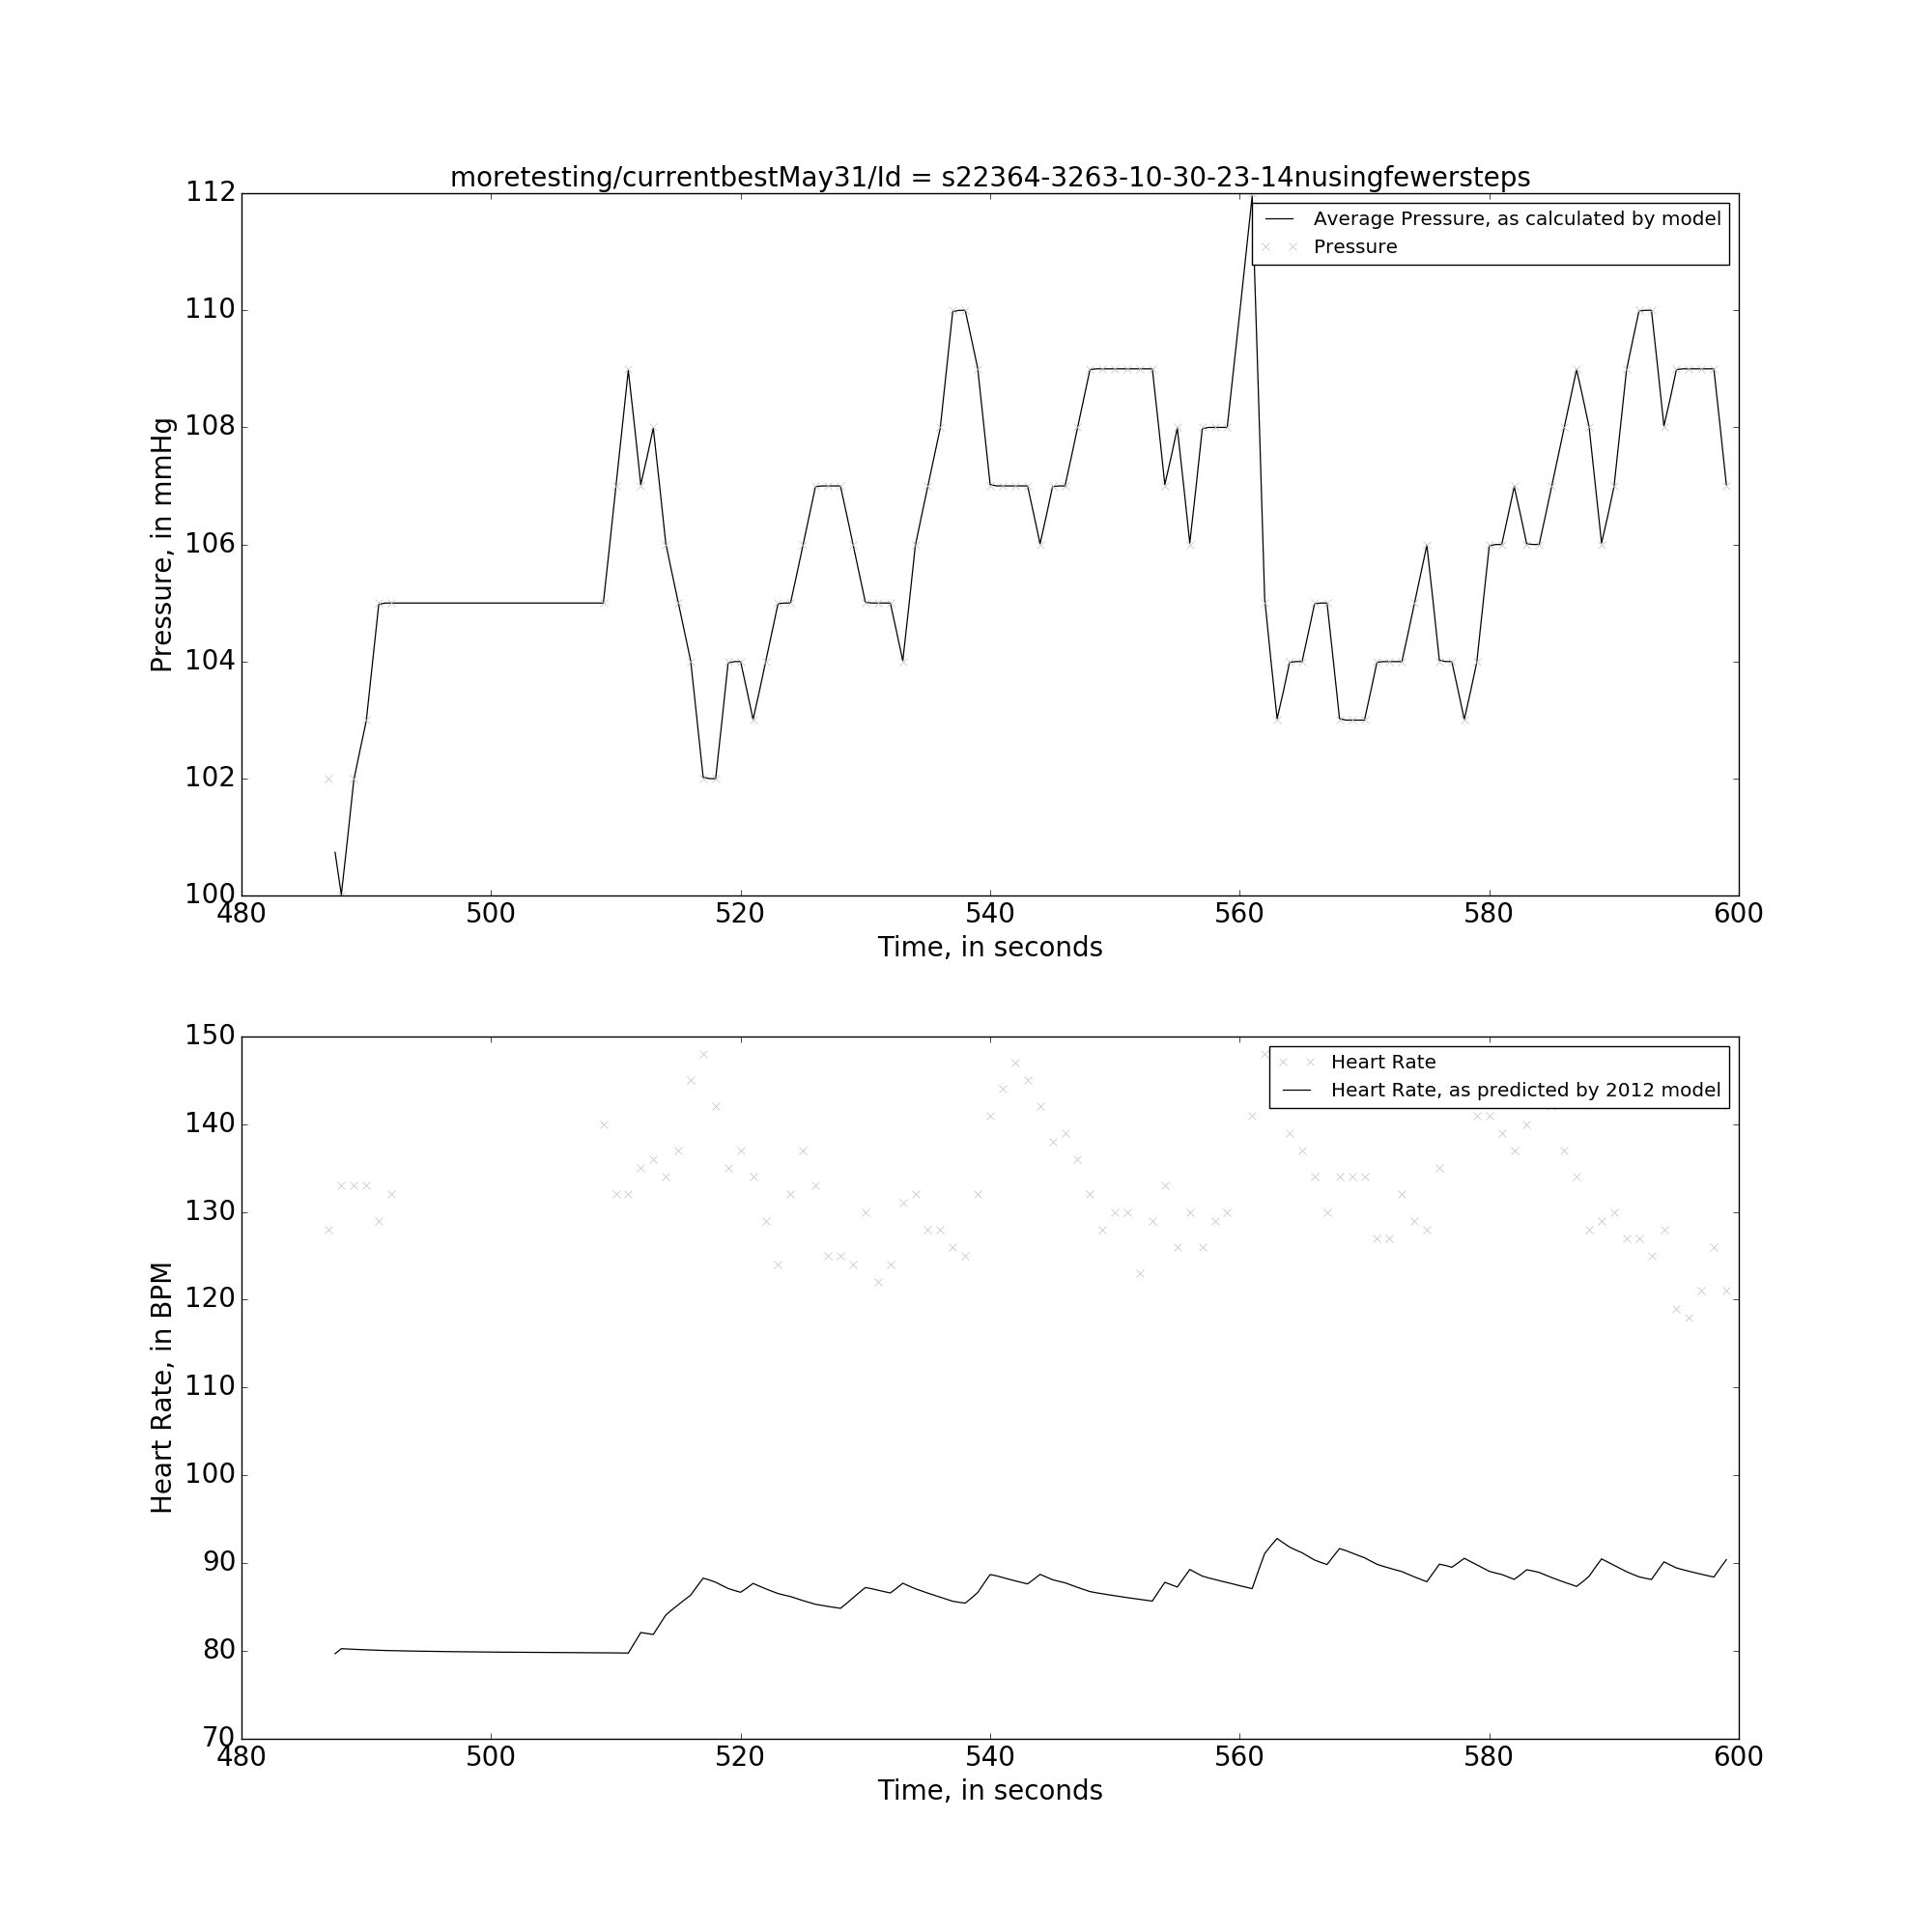 moretesting/currentbestMay31/Id = s22364-3263-10-30-23-14nusingfewersteps
112
110
108
106
104
102
100
Pressure, in mmHg
Average Pressure, as calculated by model
Pressure
480 500 520 540 560 580 600
Time, in seconds
150
140
130
120
110
100
90
80
70
Heart Rate, in BPM
Heart Rate
Heart Rate, as predicted by 2012 model
480 500 520 540 560 580 600
Time, in seconds